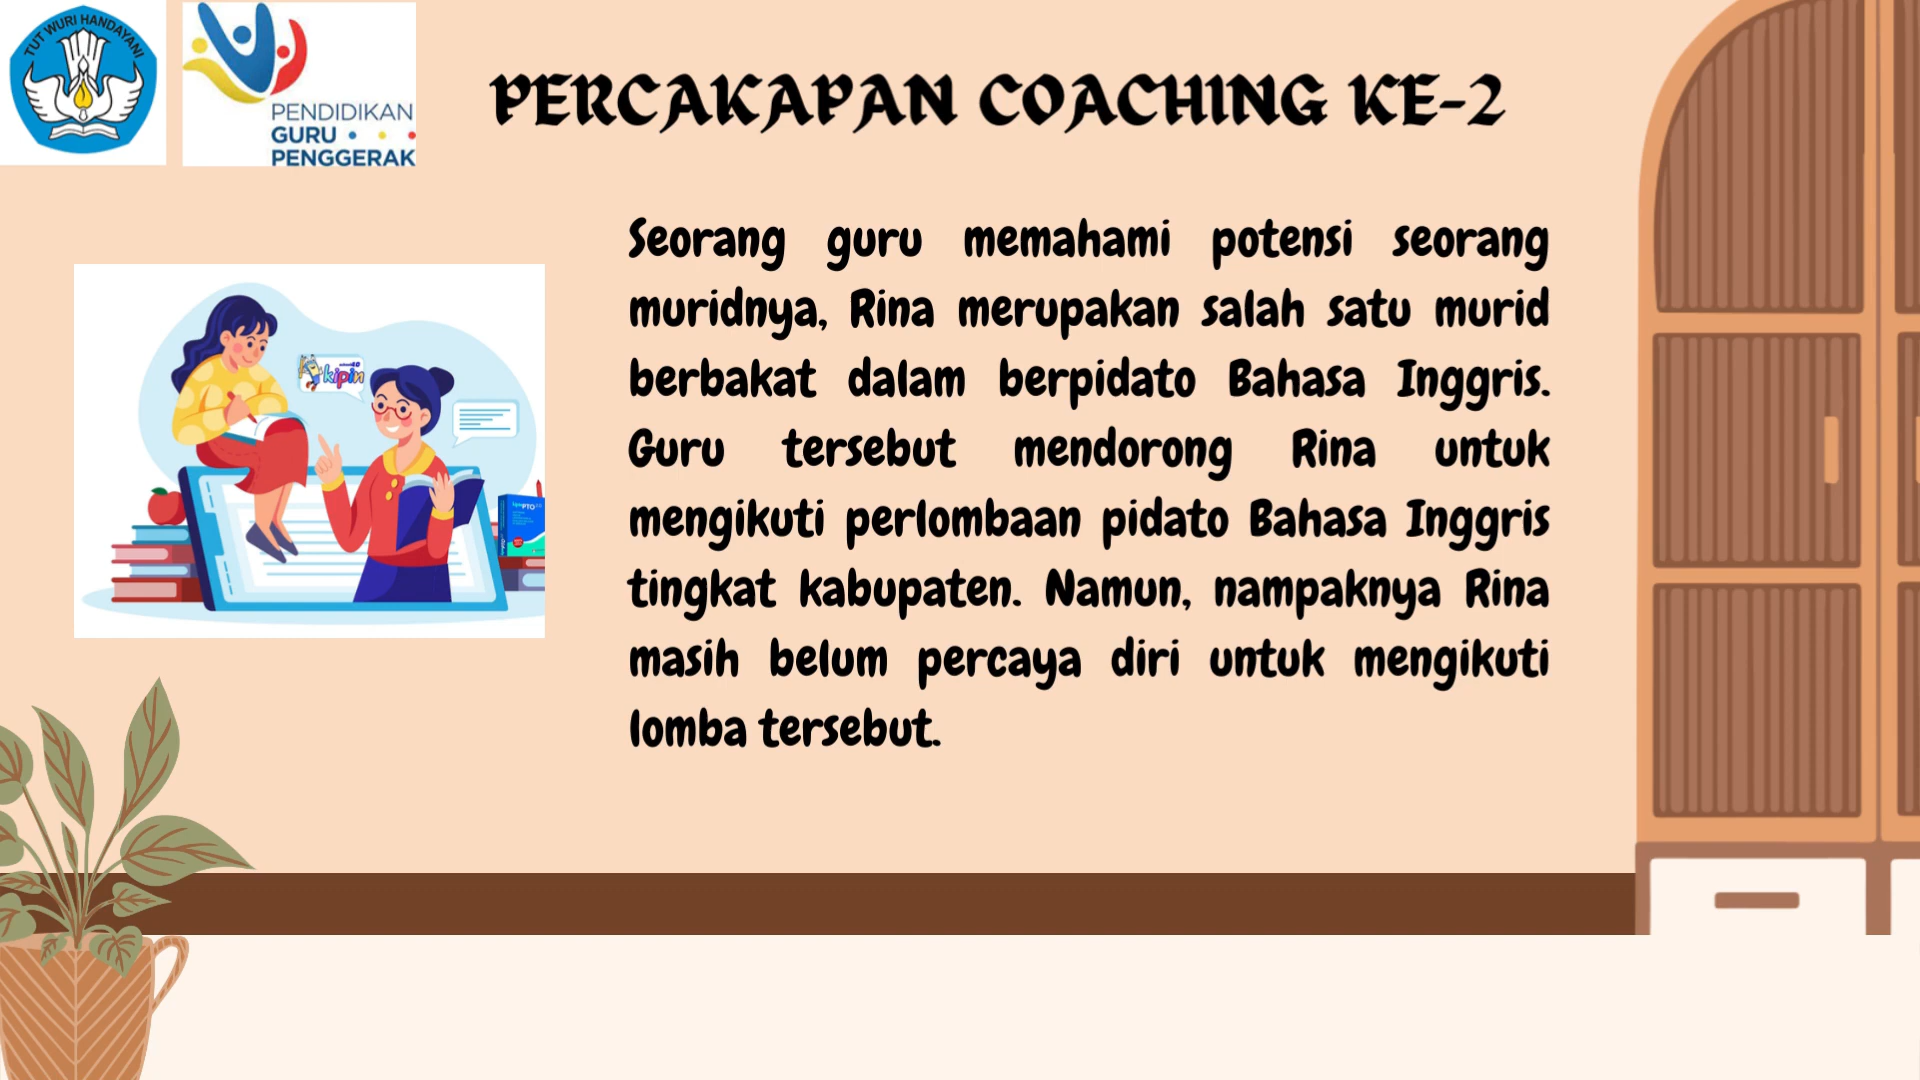 TUT WURI HANDAYANI
PENDIDIKAN
GURU
PENGGERAK
PERCAKAPAN COACHING KE-2
Seorang guru memahami potensi seorang
muridnya, Rina merupakan salah satu murid
berbakat dalam berpidato Bahasa Inggris.
Guru tersebut mendorong Rina untuk
mengikuti perlombaan pidato Bahasa Inggris
tingkat kabupaten. Namun, nampaknya Rina
masih belum percaya diri untuk mengikuti
lomba tersebut.
kipin